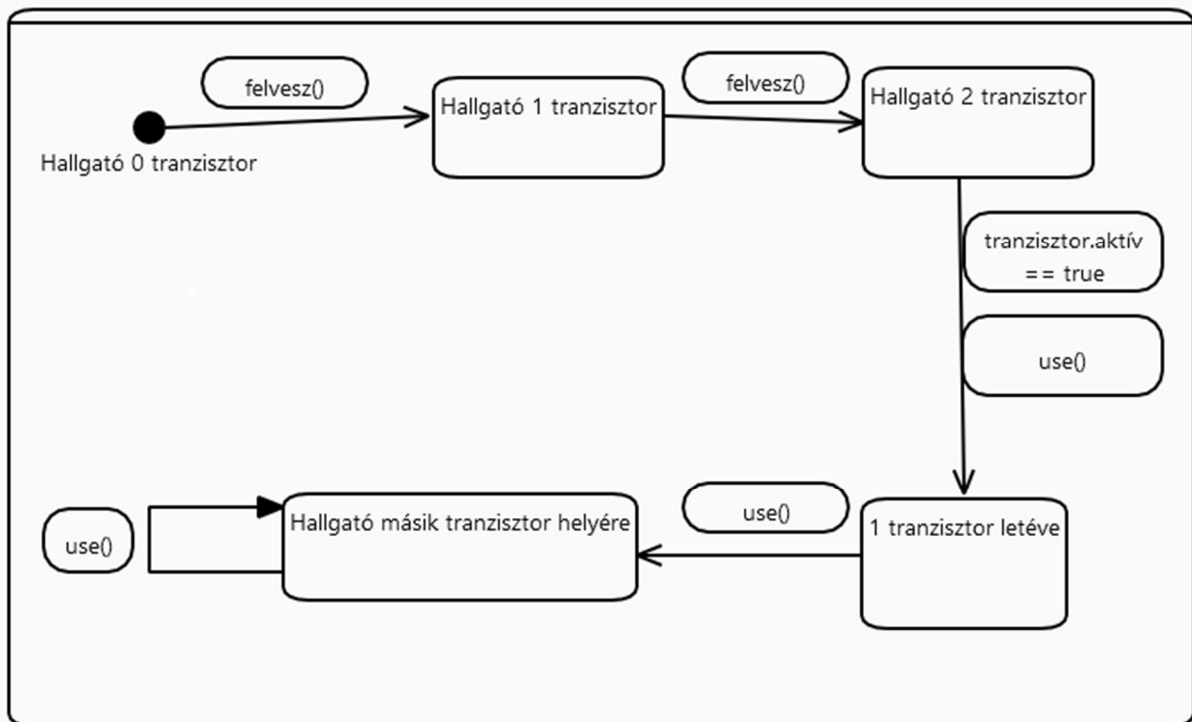 felvesz()
Hallgató 0 tranzisztor
Hallgató 1 tranzisztor
felvesz()
Hallgató 2 tranzisztor
tranzisztor.aktív
== true
use()
1 tranzisztor letéve
use()
Hallgató másik tranzisztor helyére
use()